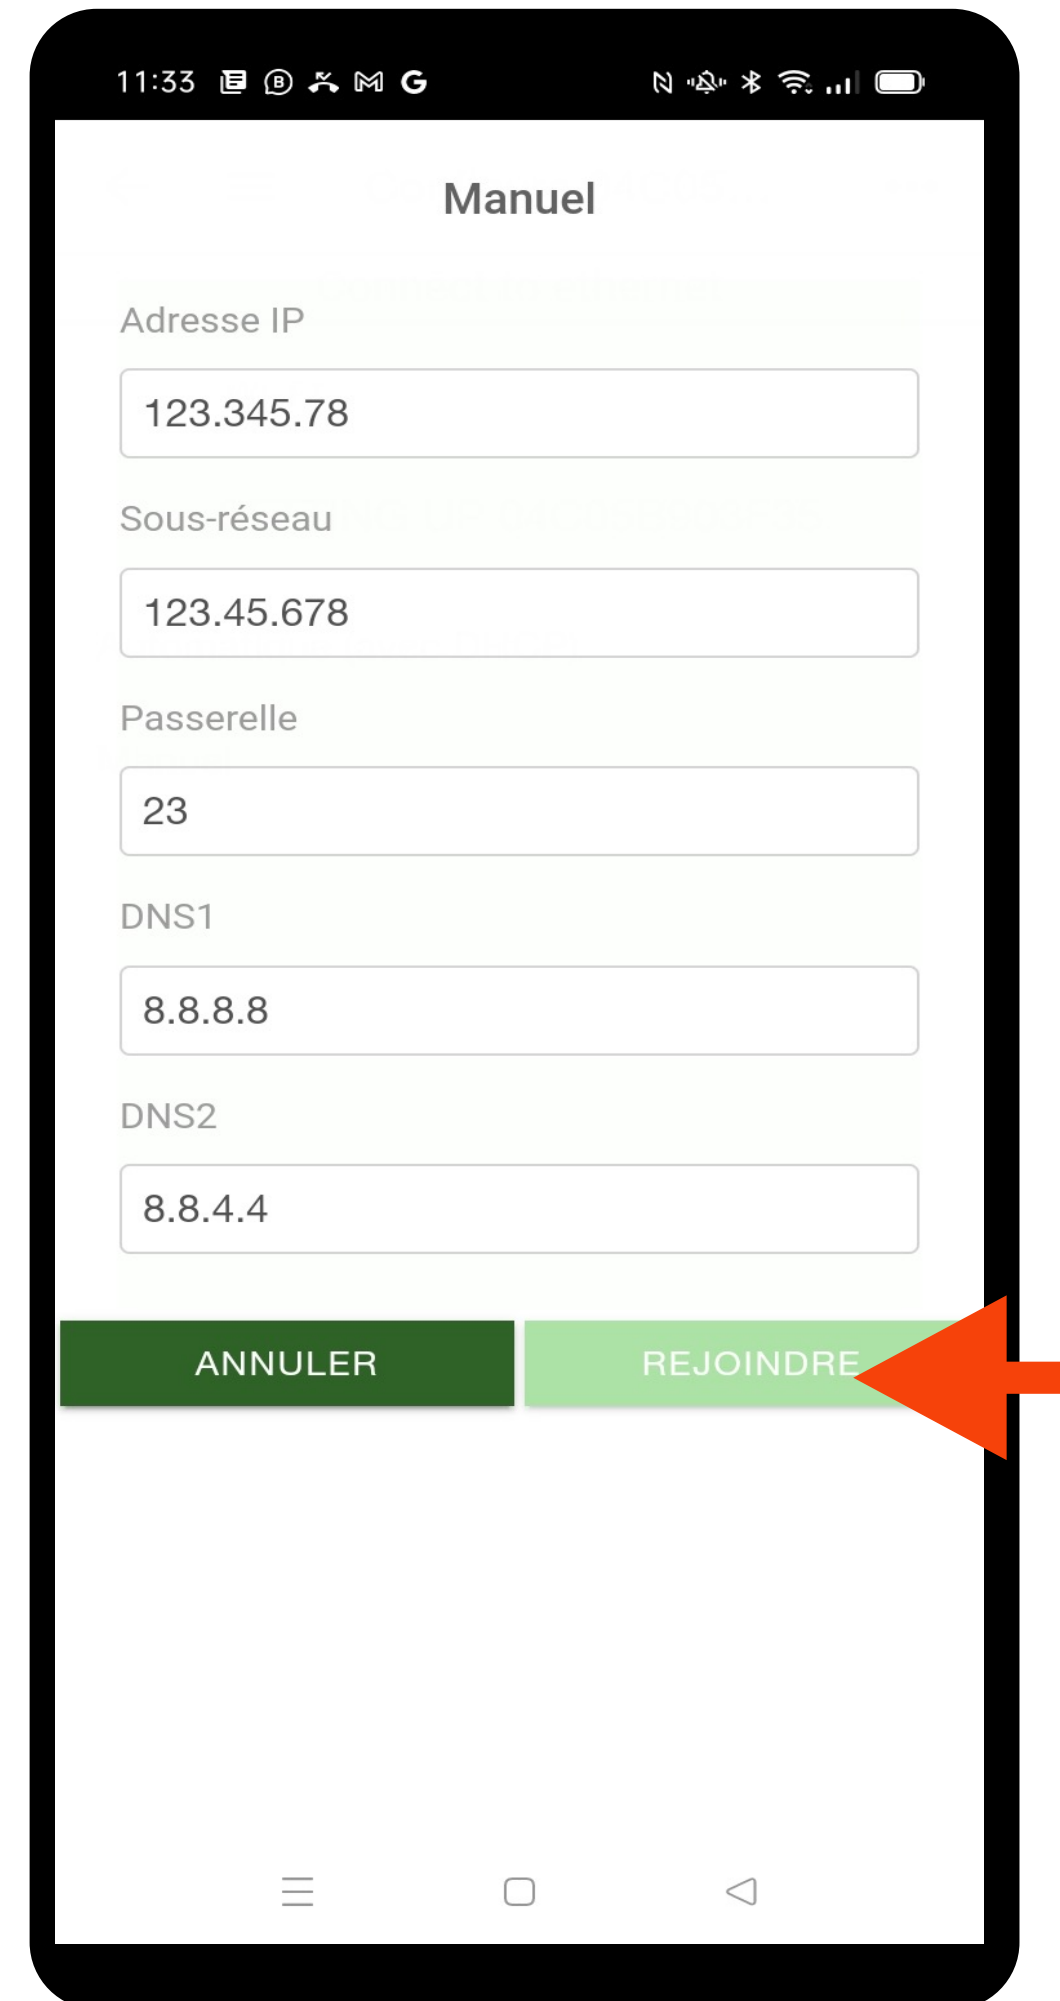 11:33
Manuel
Adresse IP
123.345.78
Sous-réseau
123.45.678
Passerelle
23
DNS1
8.8.8.8
DNS2
8.8.4.4
ANNULER REJOINDRE